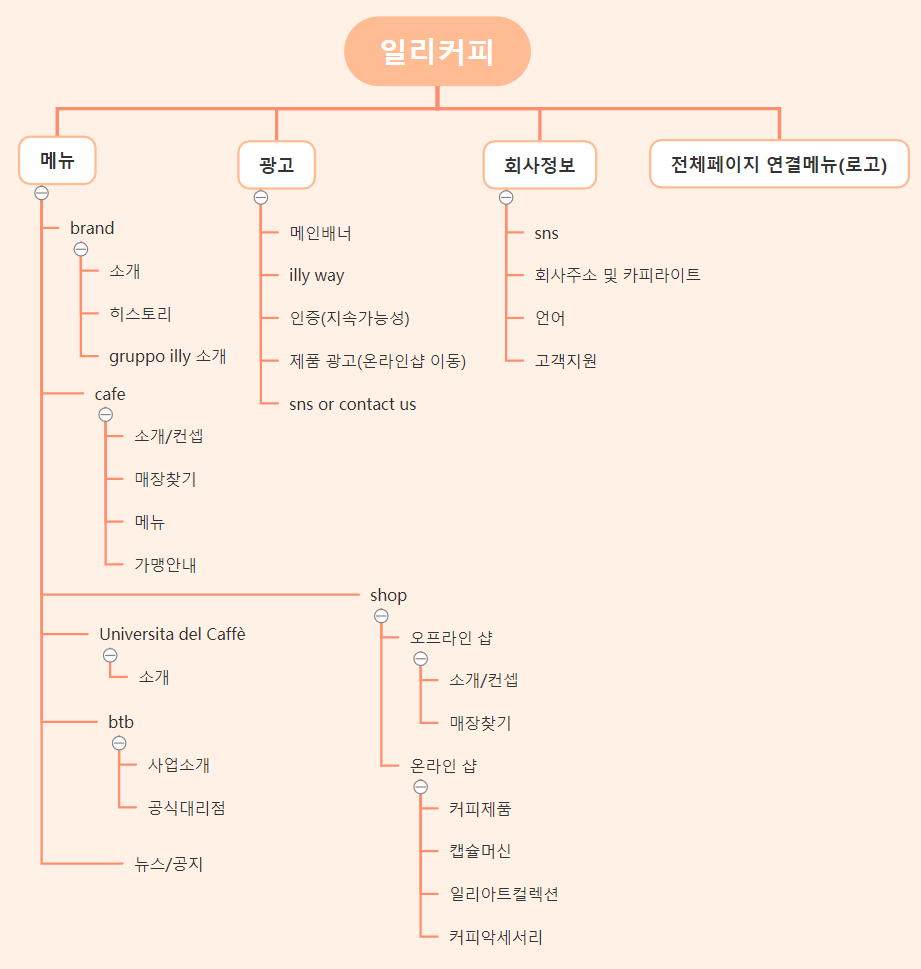 일리커피
메뉴
brand
소개
히스토리
gruppo illy 소개
cafe
소개/컨셉
매장찾기
메뉴
가맹안내
shop
오프라인 샵
소개/컨셉
매장찾기
온라인 샵
커피제품
캡슐머신
일리아트컬렉션
커피악세서리
Universita del Caffè
소개
btb
사업소개
공식대리점
뉴스/공지
광고
메인배너
illy way
인증(지속가능성)
제품 광고(온라인샵 이동)
sns or contact us
회사정보
sns
회사주소 및 카피라이트
언어
고객지원
전체페이지 연결메뉴(로고)